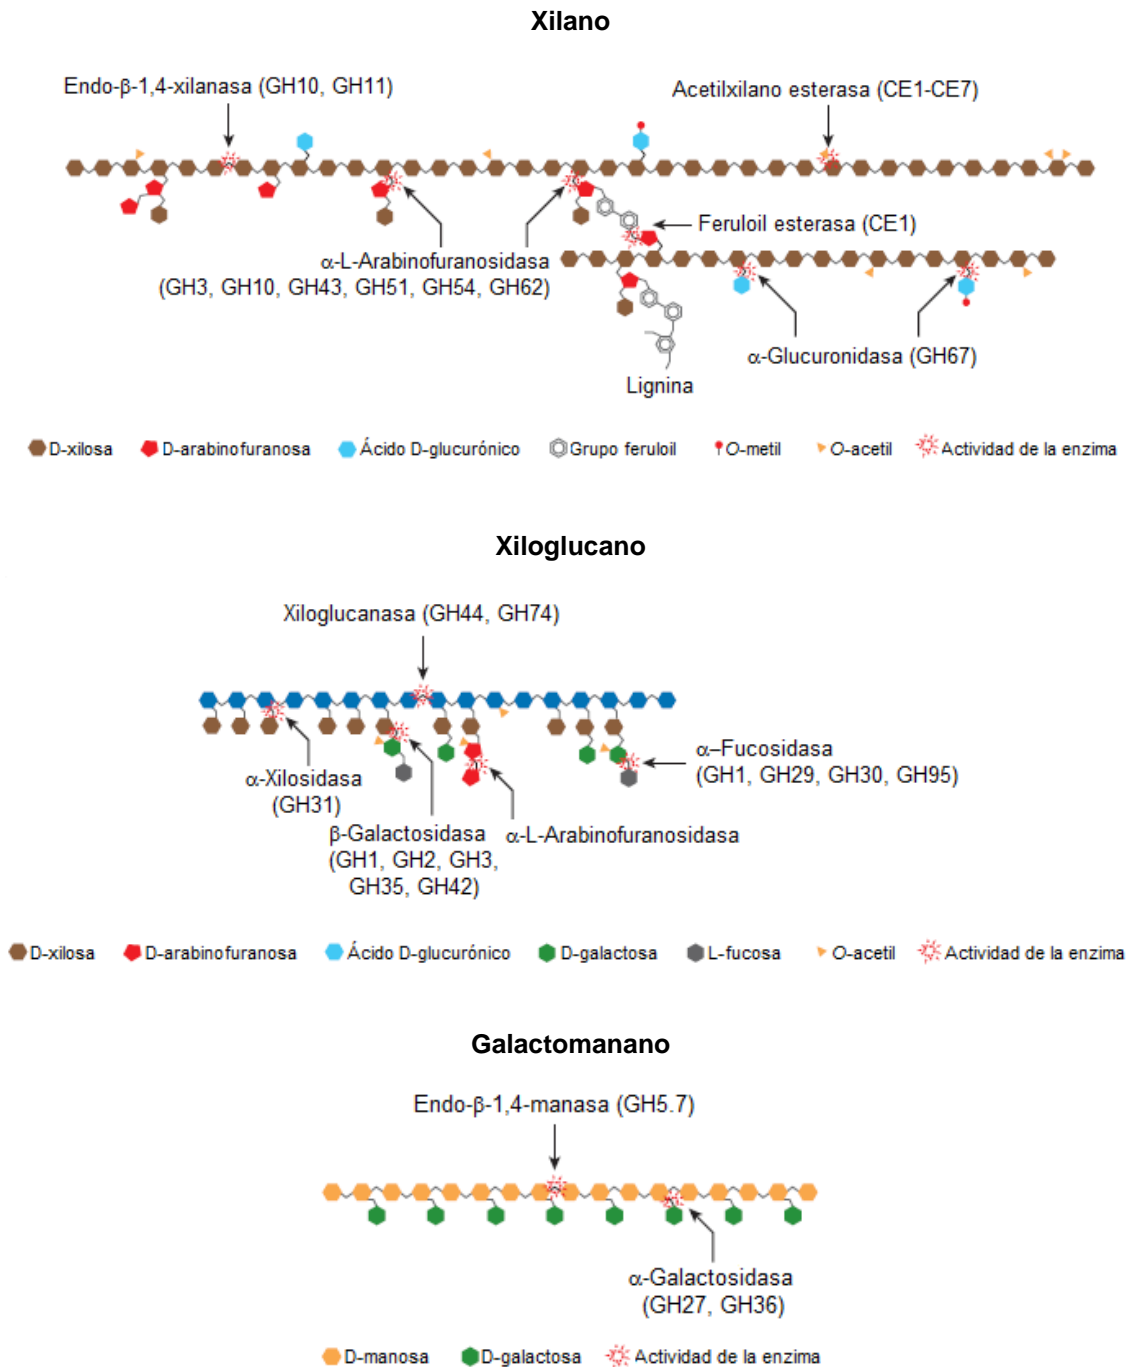 Xilano
Endo-β-1,4-xilanasa (GH10, GH11)
Acetilxilano esterasa (CE1-CE7)
Feruloil esterasa (CE1)
α-L-Arabinofuranosidasa
(GH3, GH10, GH43, GH51, GH54, GH62)
α-Glucuronidasa (GH67)
Lignina
D-xilosa D-arabinofuranosa Ácido D-glucurónico Grupo feruloil O-metil O-acetil Actividad de la enzima
Xiloglucano
Xiloglucanasa (GH44, GH74)
α–Fucosidasa
(GH1, GH29, GH30, GH95)
α-Xilosidasa
(GH31)
β-Galactosidasa
(GH1, GH2, GH3,
GH35, GH42)
α-L-Arabinofuranosidasa
D-xilosa D-arabinofuranosa Ácido D-glucurónico D-galactosa L-fucosa O-acetil Actividad de la enzima
Galactomanano
Endo-β-1,4-manasa (GH5.7)
α-Galactosidasa
(GH27, GH36)
D-manosa D-galactosa Actividad de la enzima